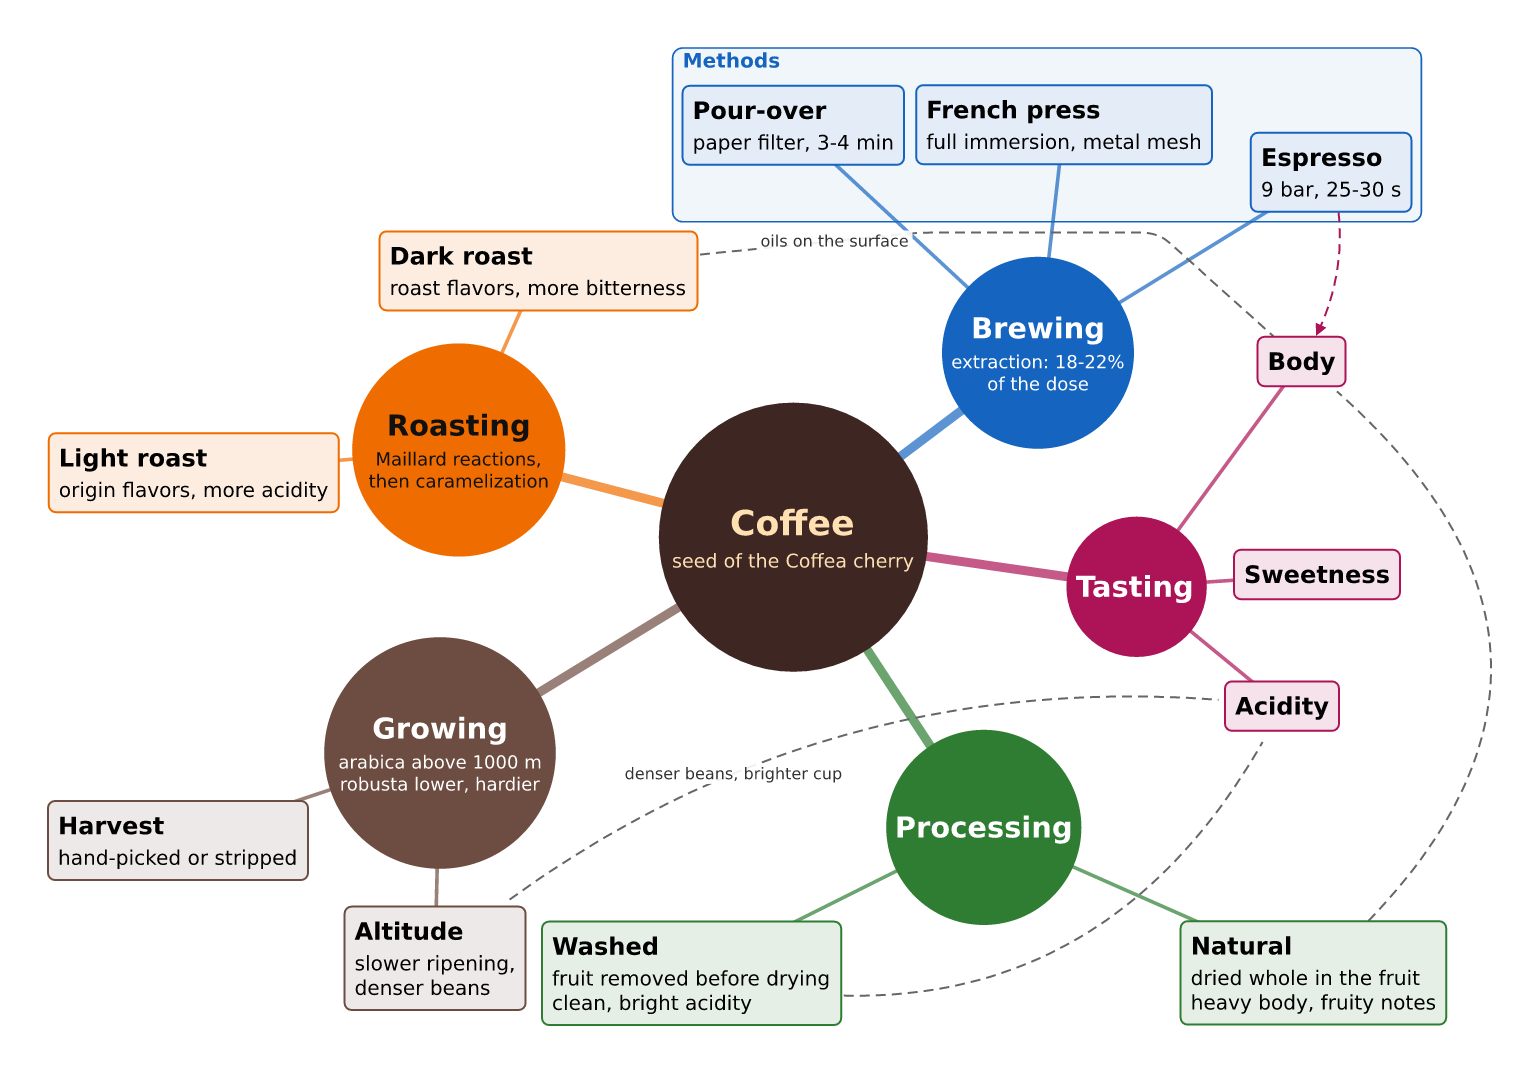 Methods
Pour-over
paper filter, 3-4 min
French press
full immersion, metal mesh
Espresso
9 bar, 25-30 s
Dark roast
roast flavors, more bitterness
oils on the surface
Brewing
extraction: 18-22%
of the dose
Body
Roasting
Maillard reactions,
then caramelization
Light roast
origin flavors, more acidity
Coffee
seed of the Coffea cherry
Tasting
Sweetness
Acidity
Growing
arabica above 1000 m
robusta lower, hardier
denser beans, brighter cup
Processing
Harvest
hand-picked or stripped
Altitude
slower ripening,
denser beans
Washed
fruit removed before drying
clean, bright acidity
Natural
dried whole in the fruit
heavy body, fruity notes